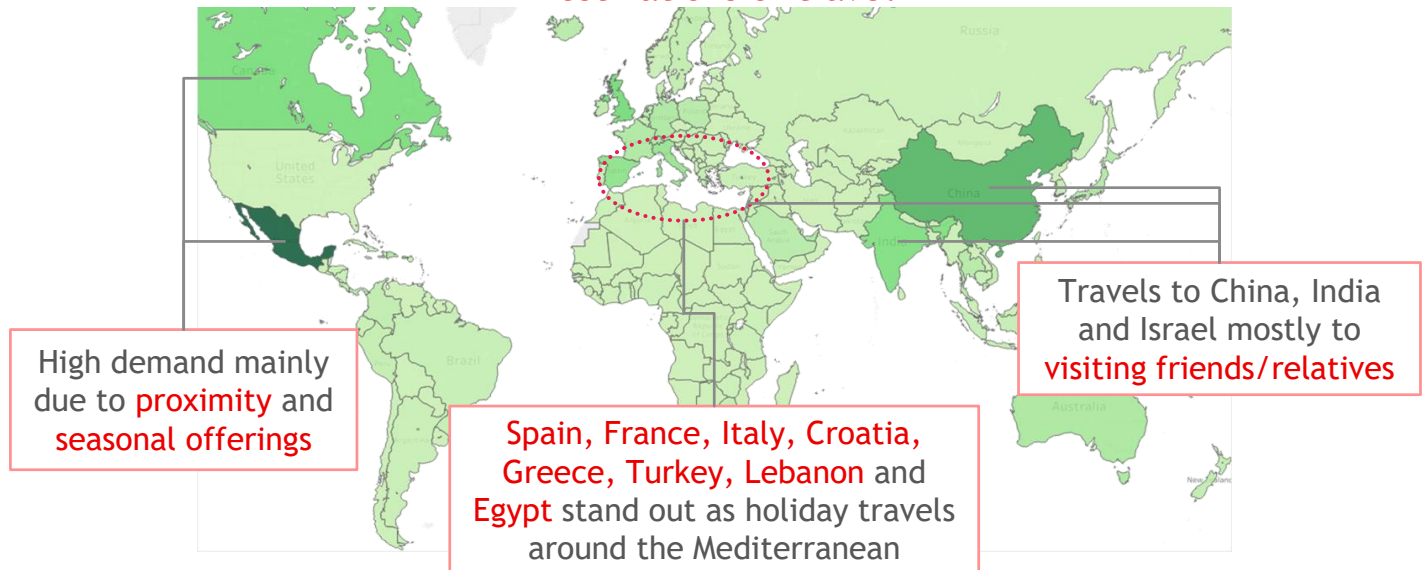 Russia
Canada
United
States
China
India
Brazil
Australia
Travels to China, India
and Israel mostly to
visiting friends/relatives
High demand mainly
due to proximity and
seasonal offerings
Spain, France, Italy, Croatia,
Greece, Turkey, Lebanon and
Egypt stand out as holiday travels
around the Mediterranean